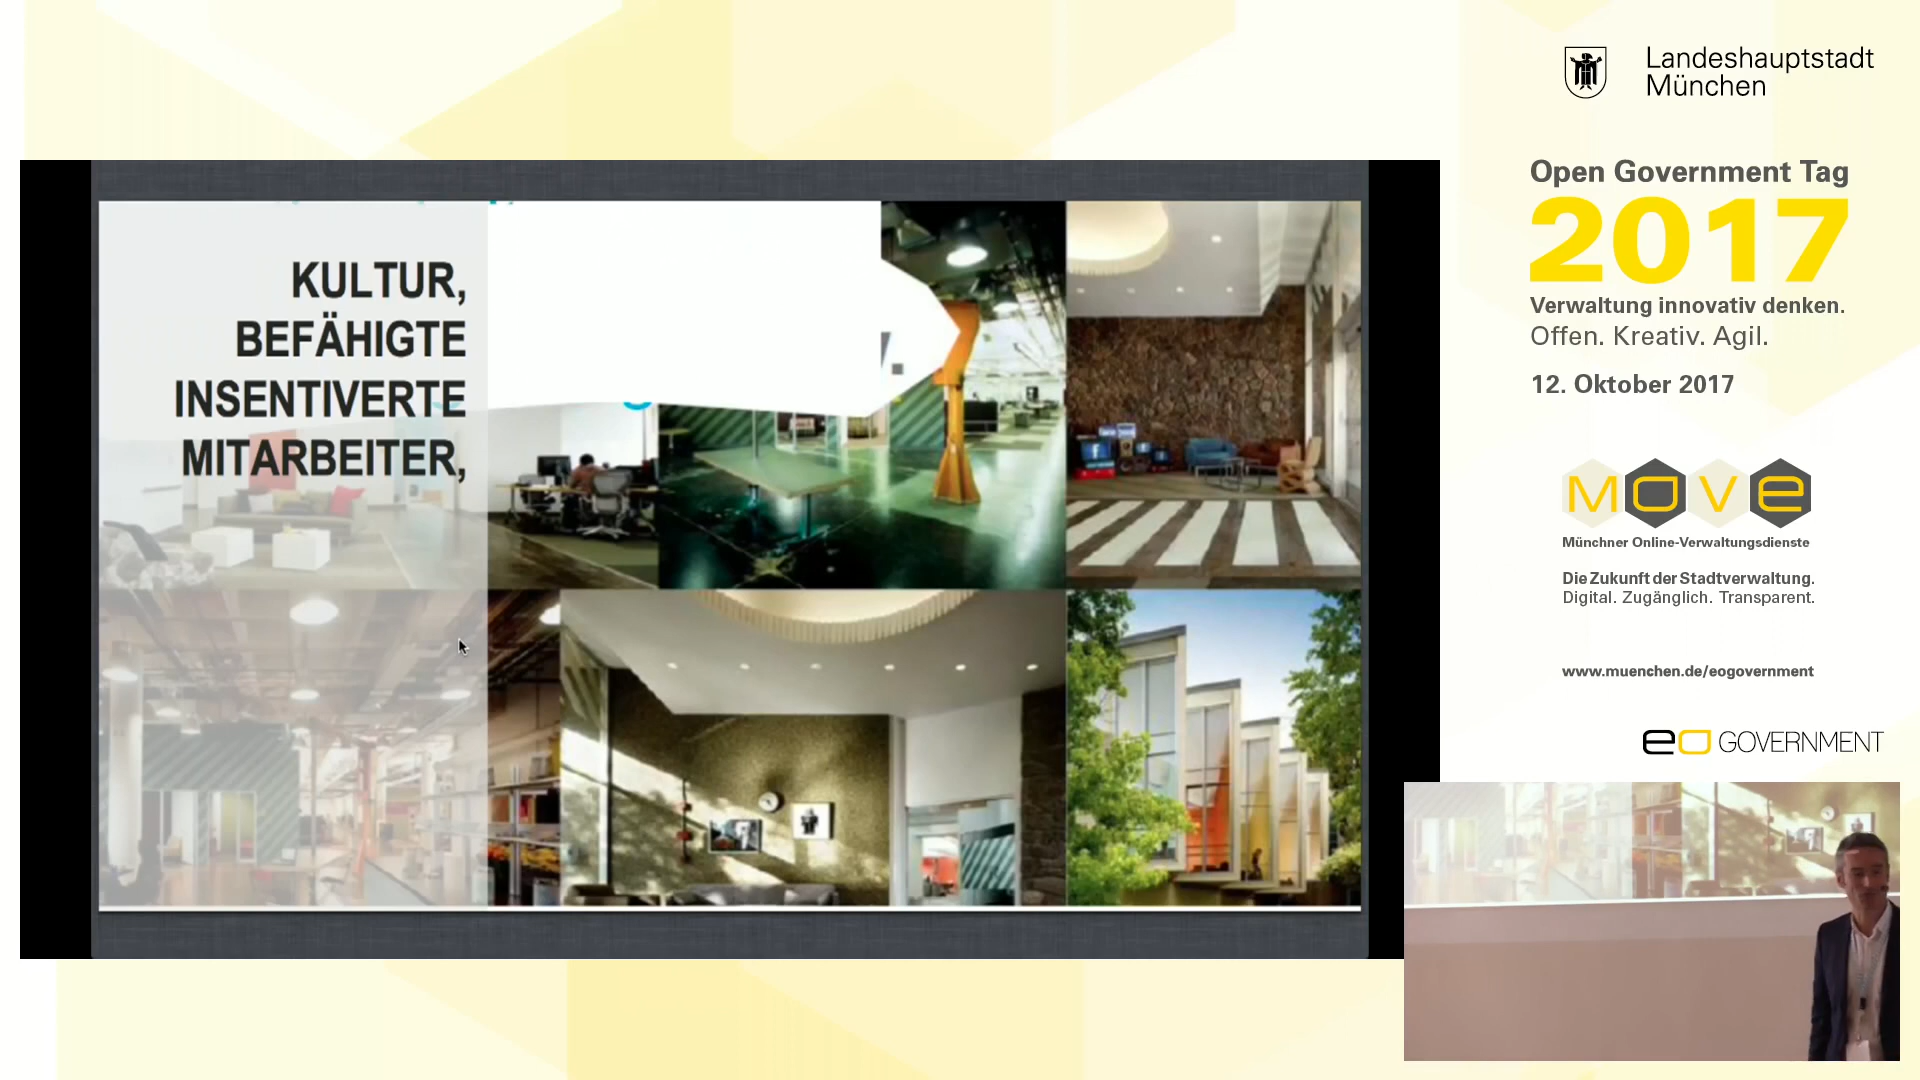 Landeshauptstadt
München
Open Government Tag
2017
Verwaltung innovativ denken.
Offen. Kreativ. Agil.
12. Oktober 2017
KULTUR,
BEFÄHIGTE
INSENTIVERTE
MITARBEITER,
move
Münchner Online-Verwaltungsdienste
Die Zukunft der Stadtverwaltung.
Digital. Zugänglich. Transparent.
www.muenchen.de/eogovernment
eo GOVERNMENT